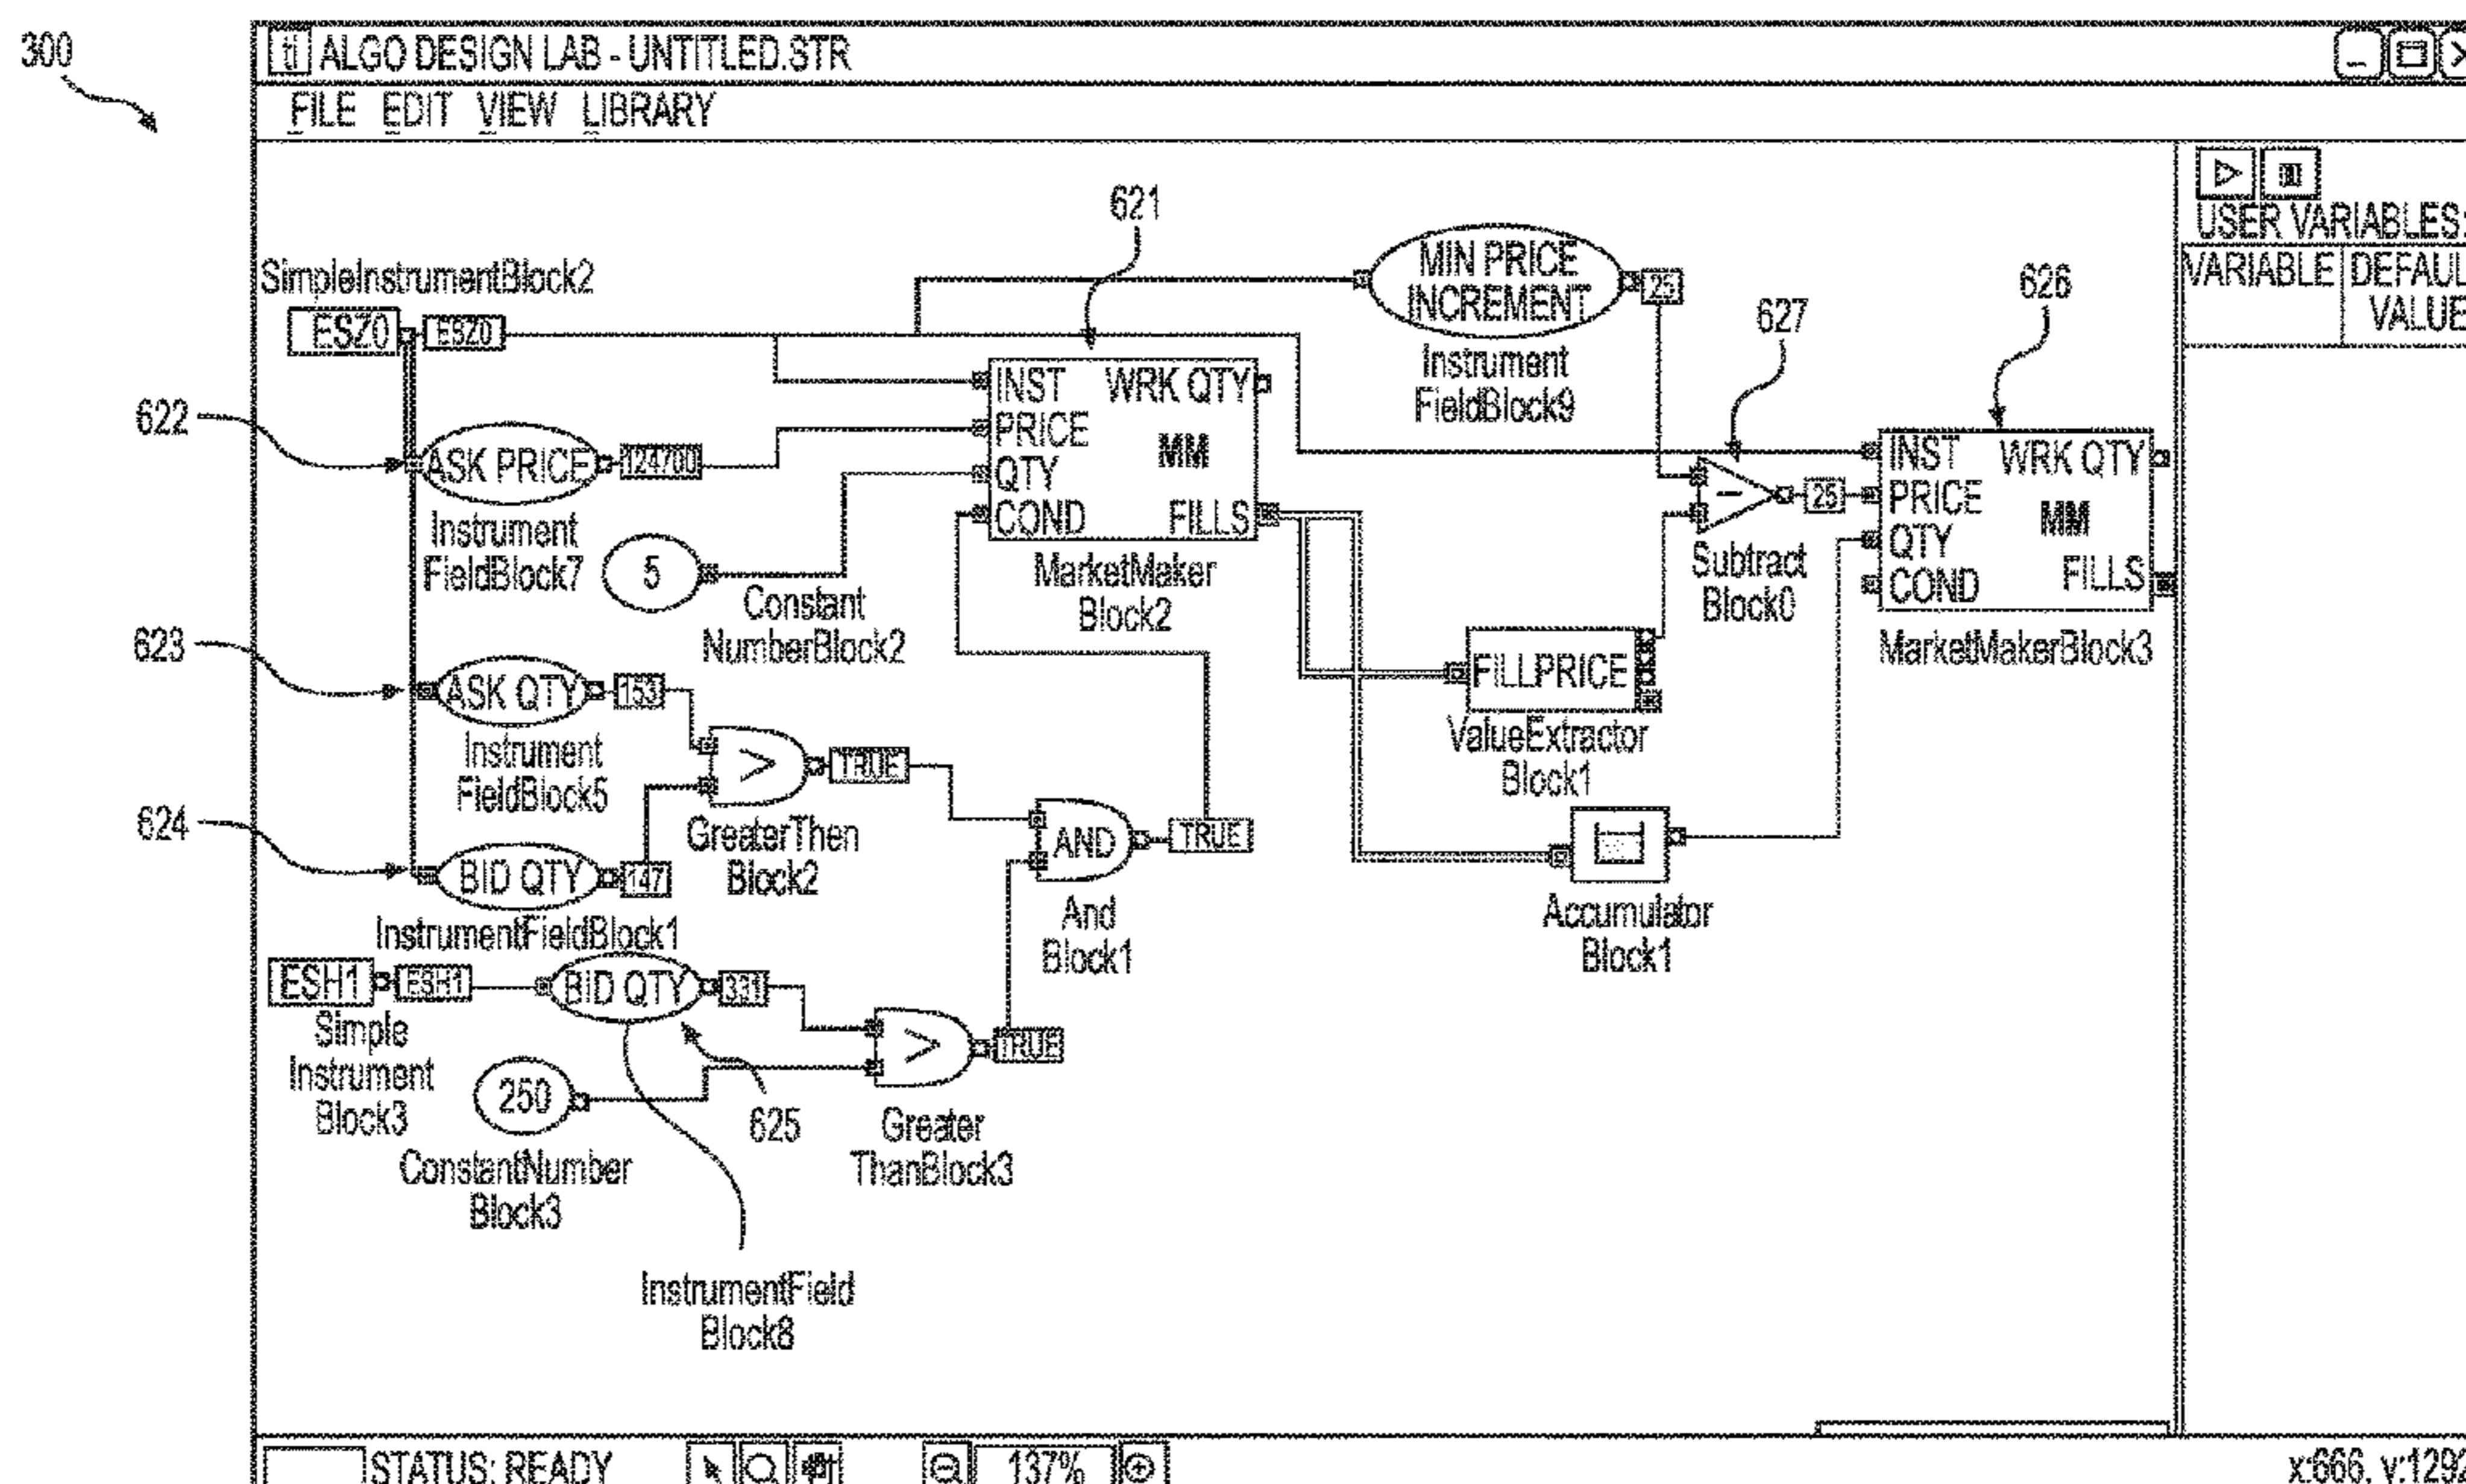 300
ALGO DESIGN LAB - UNTITLED.STR
FILE EDIT VIEW LIBRARY
USER VARIABLES:
VARIABLE
DEFAUL
VALUE
SimpleInstrumentBlock2
ESZ0
ESZ0
621
MIN PRICE
INCREMENT
25
Instrument
FieldBlock9
627
626
622
ASK PRICE
124700
Instrument
FieldBlock7
5
Constant
NumberBlock2
INST
WRK QTY
PRICE
MM
QTY
COND
FILLS
MarketMaker
Block2
25
Subtract
Block0
INST
WRK QTY
PRICE
MM
QTY
COND
FILLS
MarketMakerBlock3
623
ASK QTY
153
Instrument
FieldBlock5
>
TRUE
GreaterThen
Block2
FILLPRICE
ValueExtractor
Block1
624
BID QTY
147
InstrumentFieldBlock1
AND
TRUE
And
Block1
Accumulator
Block1
ESH1
ESH1
Simple
Instrument
Block3
BID QTY
331
>
TRUE
250
625
Greater
ThanBlock3
ConstantNumber
Block3
InstrumentField
Block8
STATUS: READY
137%
x:666, y:1292